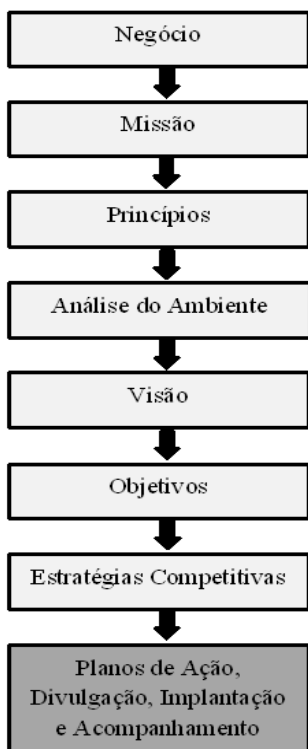 Negócio
Missão
Princípios
Análise do Ambiente
Visão
Objetivos
Estratégias Competitivas
Planos de Ação,
Divulgação, Implantação
e Acompanhamento